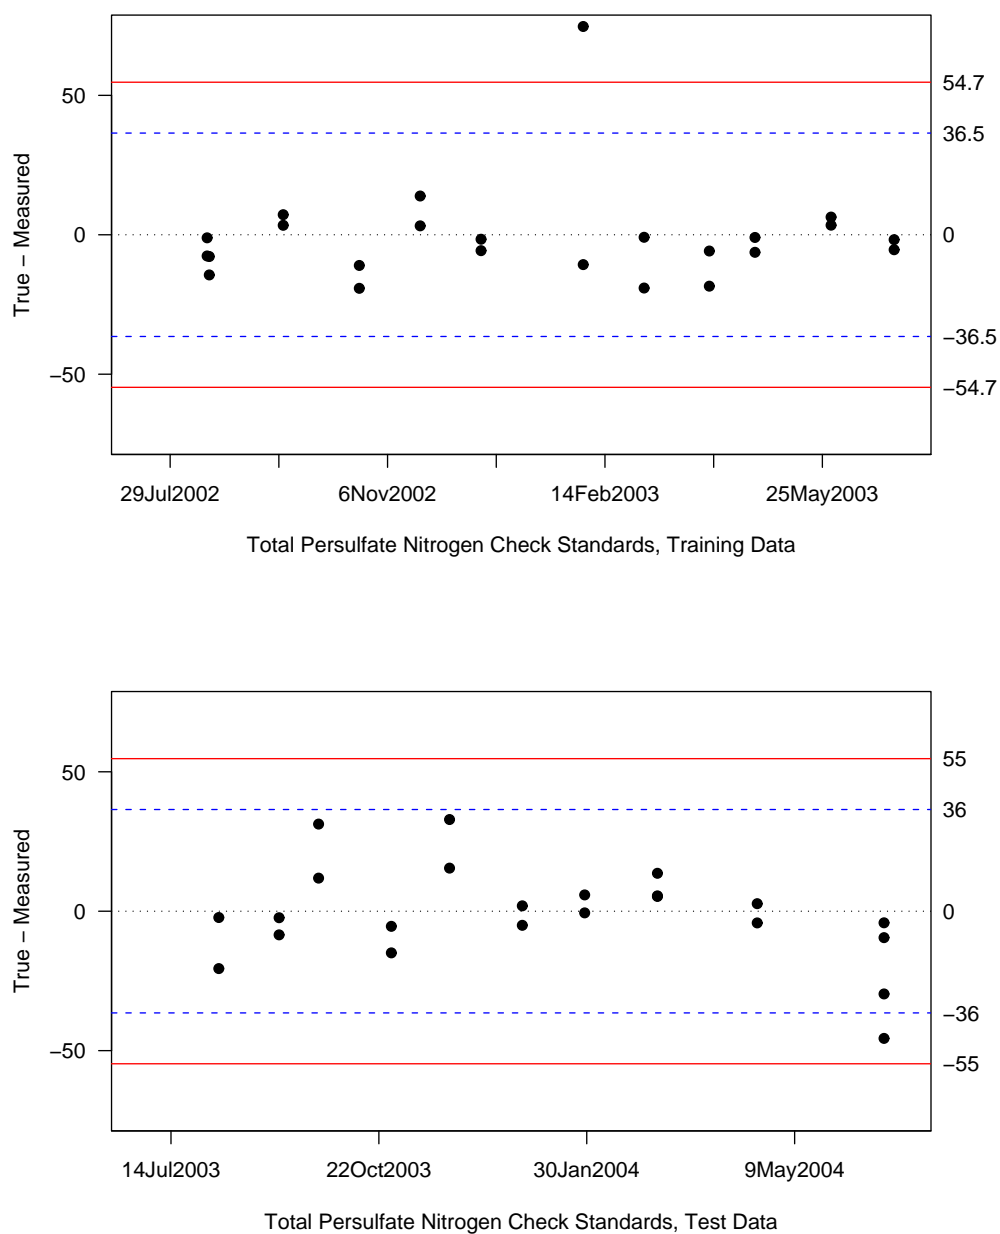 True − Measured
50
0
−50
54.7
36.5
0
−36.5
−54.7
29Jul2002 6Nov2002 14Feb2003 25May2003
Total Persulfate Nitrogen Check Standards, Training Data
True − Measured
50
0
−50
55
36
0
−36
−55
14Jul2003 22Oct2003 30Jan2004 9May2004
Total Persulfate Nitrogen Check Standards, Test Data